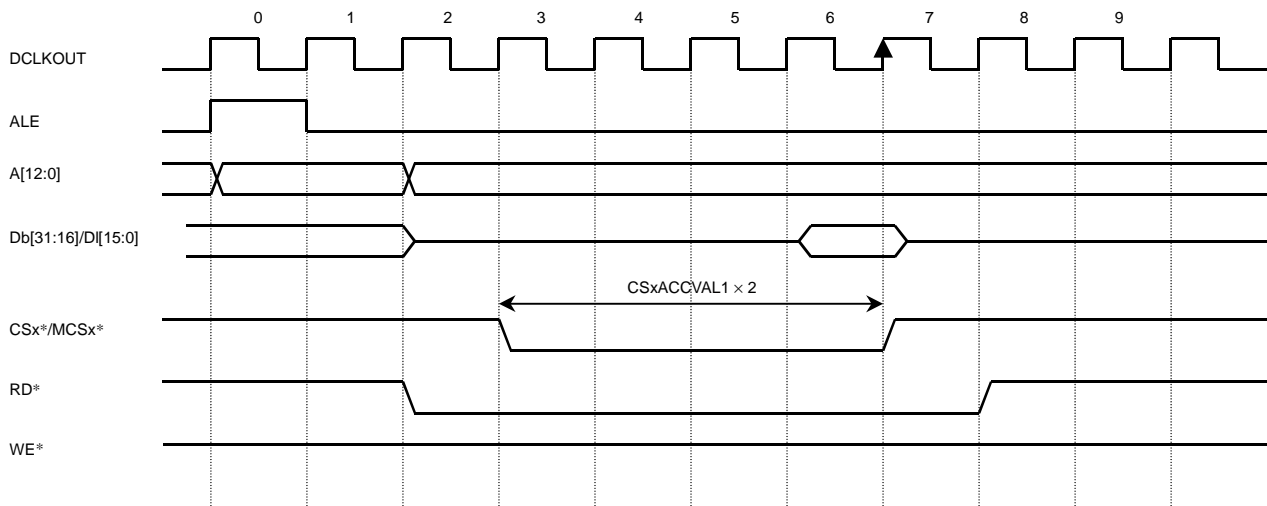 0 1 2 3 4 5 6 7 8 9
DCLKOUT
ALE
A[12:0]
Db[31:16]/Dl[15:0]
CSxACCVAL1 × 2
CSx*/MCSx*
RD*
WE*